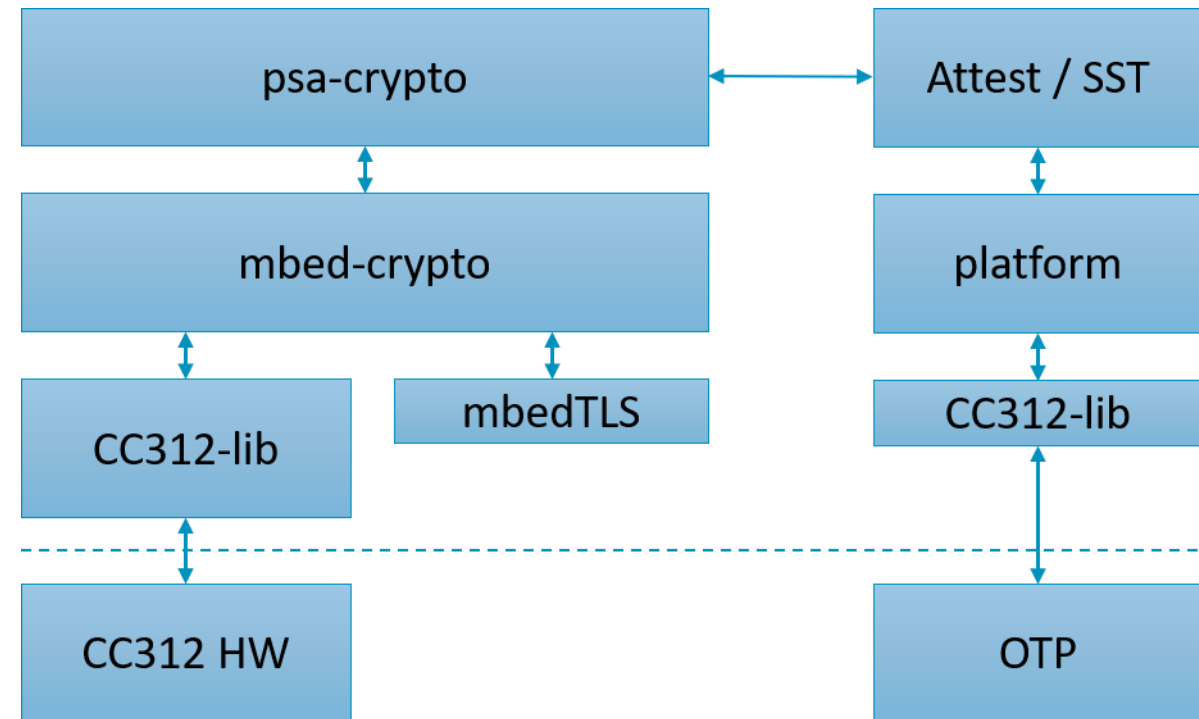 psa-crypto
Attest / SST
mbed-crypto
platform
CC312-lib
mbedTLS
CC312-lib
CC312 HW
OTP